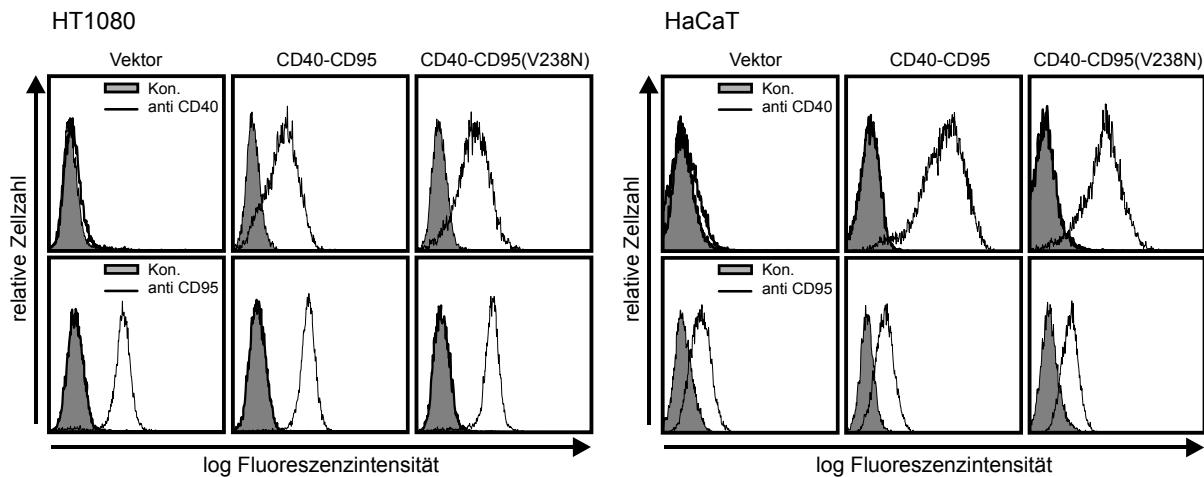 HT1080
Vektor
CD40-CD95
CD40-CD95(V238N)
Kon.
anti CD40
Kon.
anti CD95
relative Zellzahl
log Fluoreszenzintensität
HaCaT
Vektor
CD40-CD95
CD40-CD95(V238N)
Kon.
anti CD40
Kon.
anti CD95
relative Zellzahl
log Fluoreszenzintensität